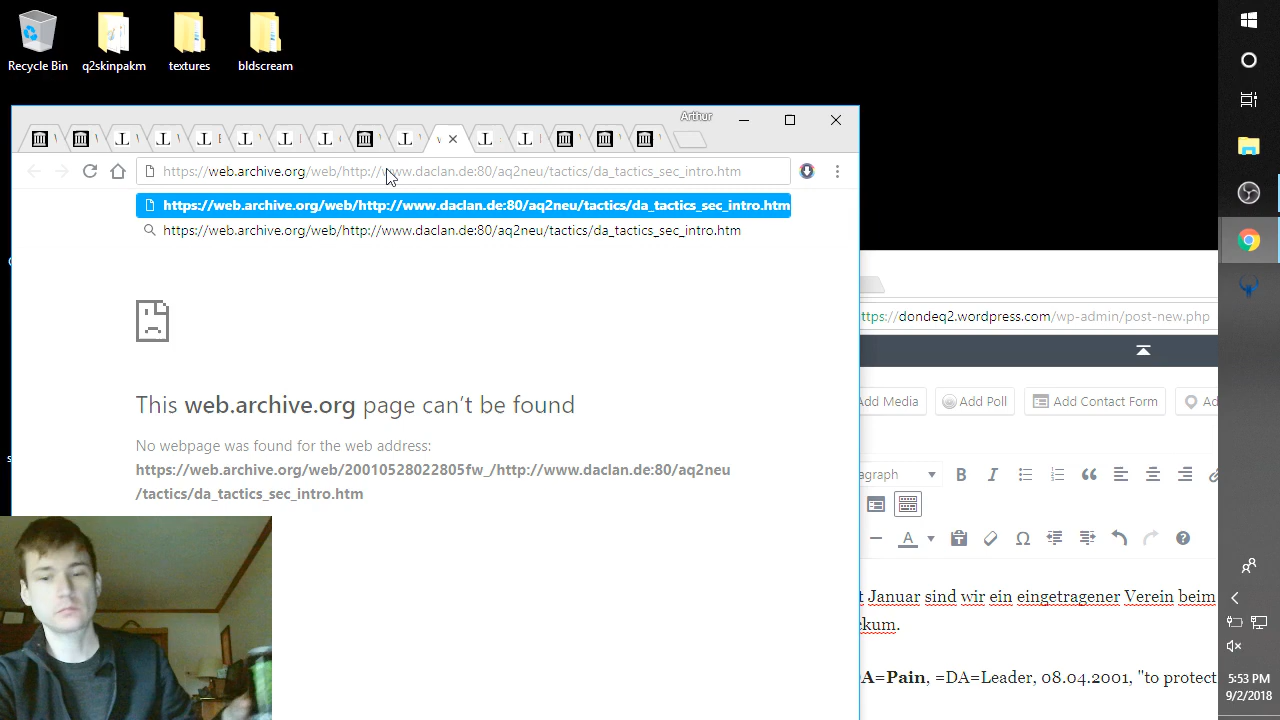 Recycle Bin
q2skinpakm
textures
bldscream
Arthur
https://web.archive.org/web/http://www.daclan.de:80/aq2neu/tactics/da_tactics_sec_intro.htm
https://web.archive.org/web/http://www.daclan.de:80/aq2neu/tactics/da_tactics_sec_intro.htm
https://web.archive.org/web/http://www.daclan.de:80/aq2neu/tactics/da_tactics_sec_intro.htm
This web.archive.org page can't be found
No webpage was found for the web address:
https://web.archive.org/web/20010528022805fw_/http://www.daclan.de:80/aq2neu
/tactics/da_tactics_sec_intro.htm
ttps://dondeq2.wordpress.com/wp-admin/post-new.php
Add Media
Add Poll
Add Contact Form
Ad
agraph
B
I
A
t Januar sind wir ein eingetragener Verein beim
ekum.
A=Pain, =DA=Leader, 08.04.2001, "to protect
5:53 PM
9/2/2018